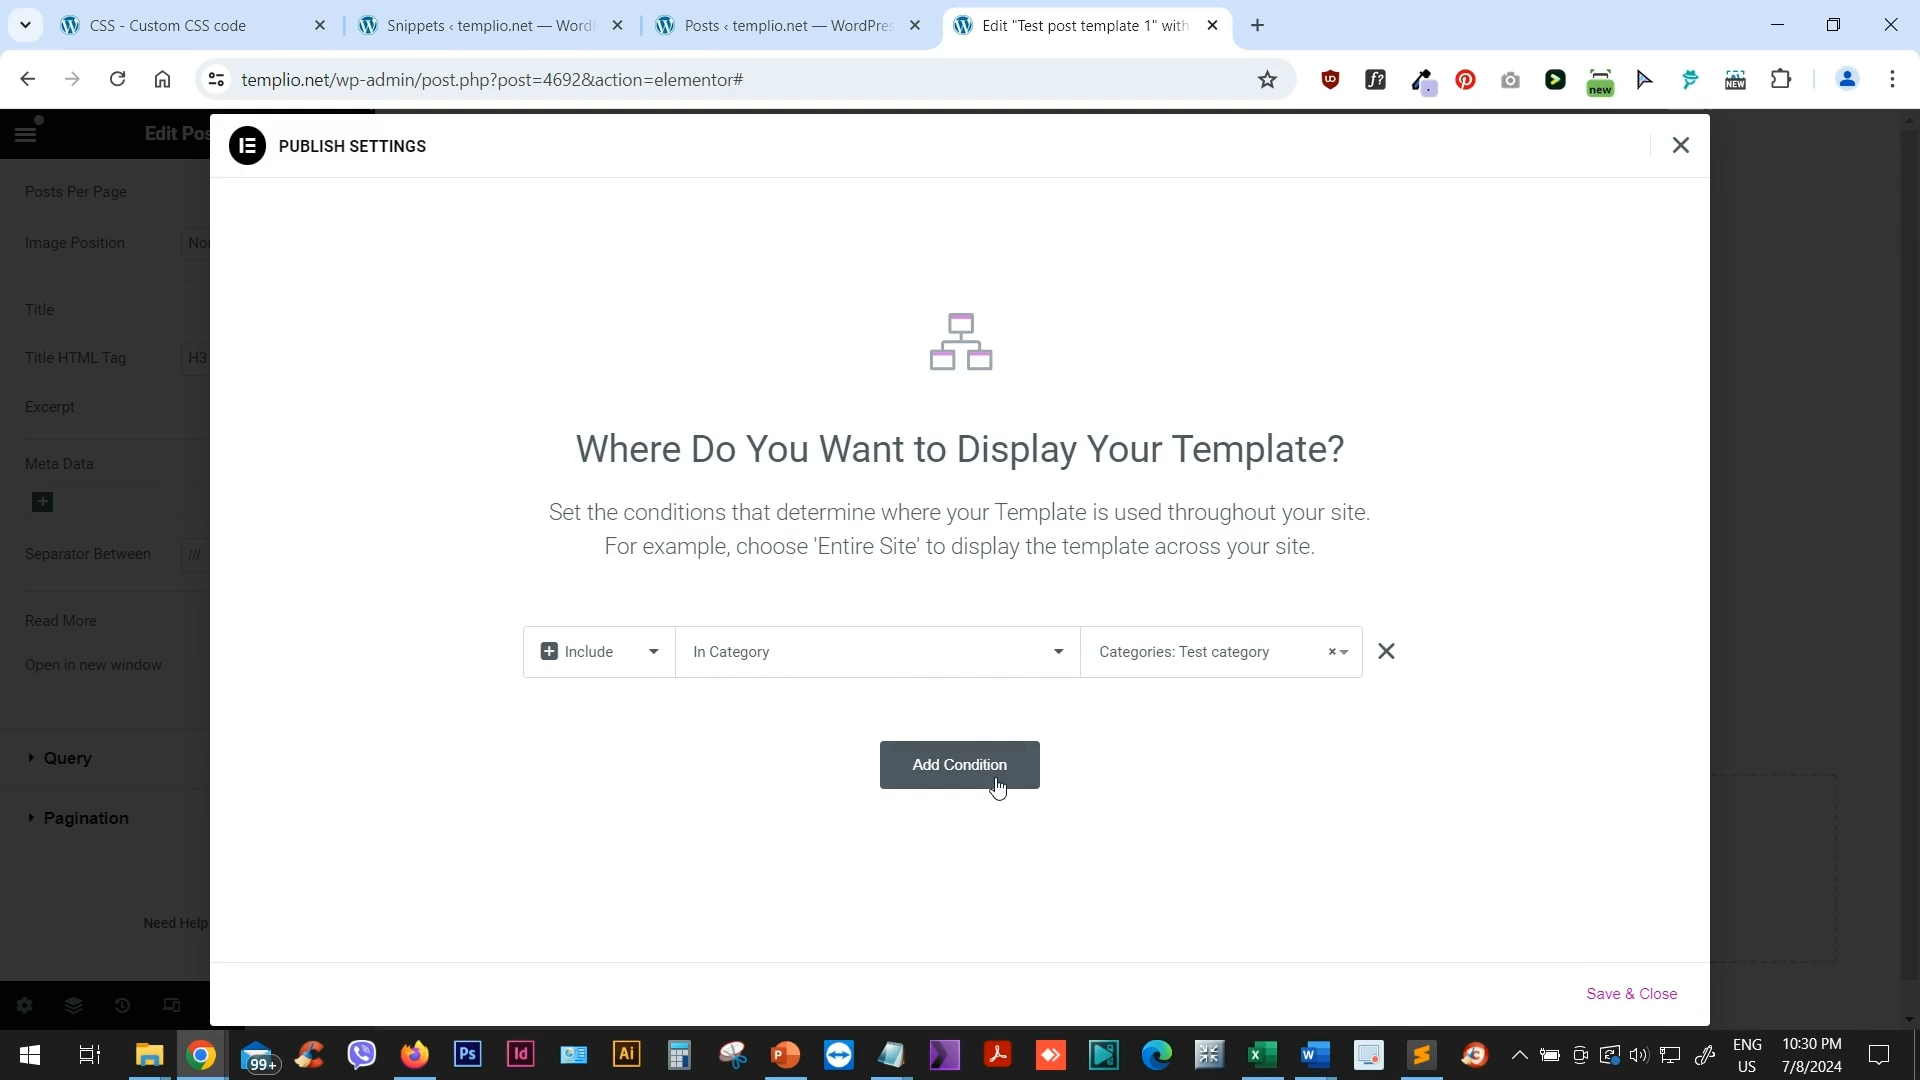 CSS - Custom CSS code
Snippets ‹ templio.net — Word
Posts ‹ templio.net — WordPres
Edit "Test post template 1" with
templio.net/wp-admin/post.php?post=4692&action=elementor#
new
NEW
Edit Pos
PUBLISH SETTINGS
Posts Per Page
Image Position
Nor
Title
Title HTML Tag
H3
Excerpt
Meta Data
Separator Between
///
Read More
Open in new window
Query
Pagination
Need Help
Where Do You Want to Display Your Template?
Set the conditions that determine where your Template is used throughout your site.
For example, choose 'Entire Site' to display the template across your site.
Include
In Category
Categories: Test category
Add Condition
Save & Close
99+
Ps
Id
Ai
ENG
US
10:30 PM
7/8/2024